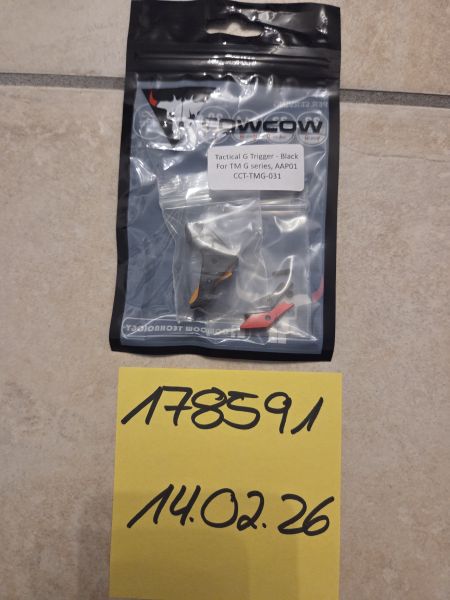 COWCOW
Tactical G Trigger - Black
For TM G series, AAP01
CCT-TMG-031
COWCOW TECHNOLOGY
178591
14.02.26